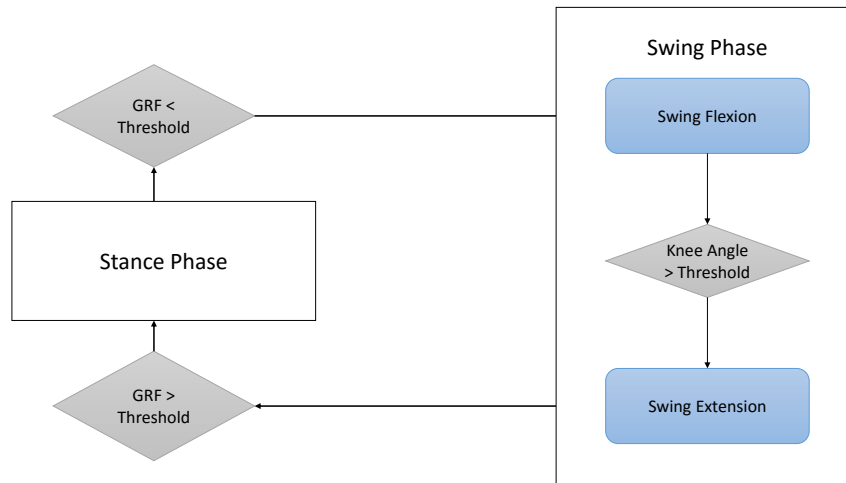 Swing Phase
GRF <
Threshold
Swing Flexion
Stance Phase
Knee Angle
> Threshold
GRF >
Threshold
Swing Extension